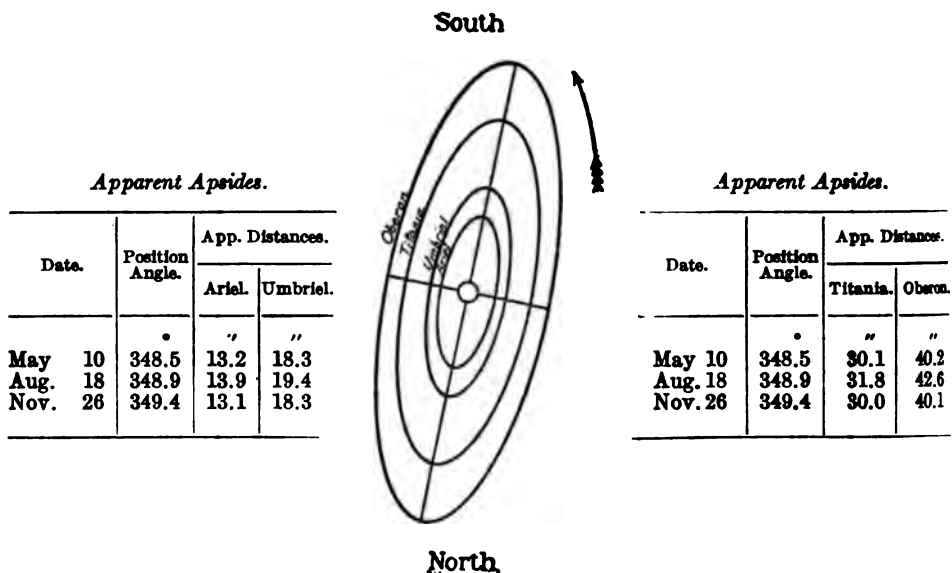 South
Apparent Apsides.
Date. Position Angle. App. Distances.
Ariel. Umbriel.
° " "
May 10 348.5 13.2 18.3
Aug. 18 348.9 13.9 19.4
Nov. 26 349.4 13.1 18.3
Oberon
Titania
Umbriel
Ariel
Apparent Apsides.
Date. Position Angle. App. Distances.
Titania. Oberon.
° " "
May 10 348.5 30.1 40.2
Aug. 18 348.9 31.8 42.6
Nov. 26 349.4 30.0 40.1
North